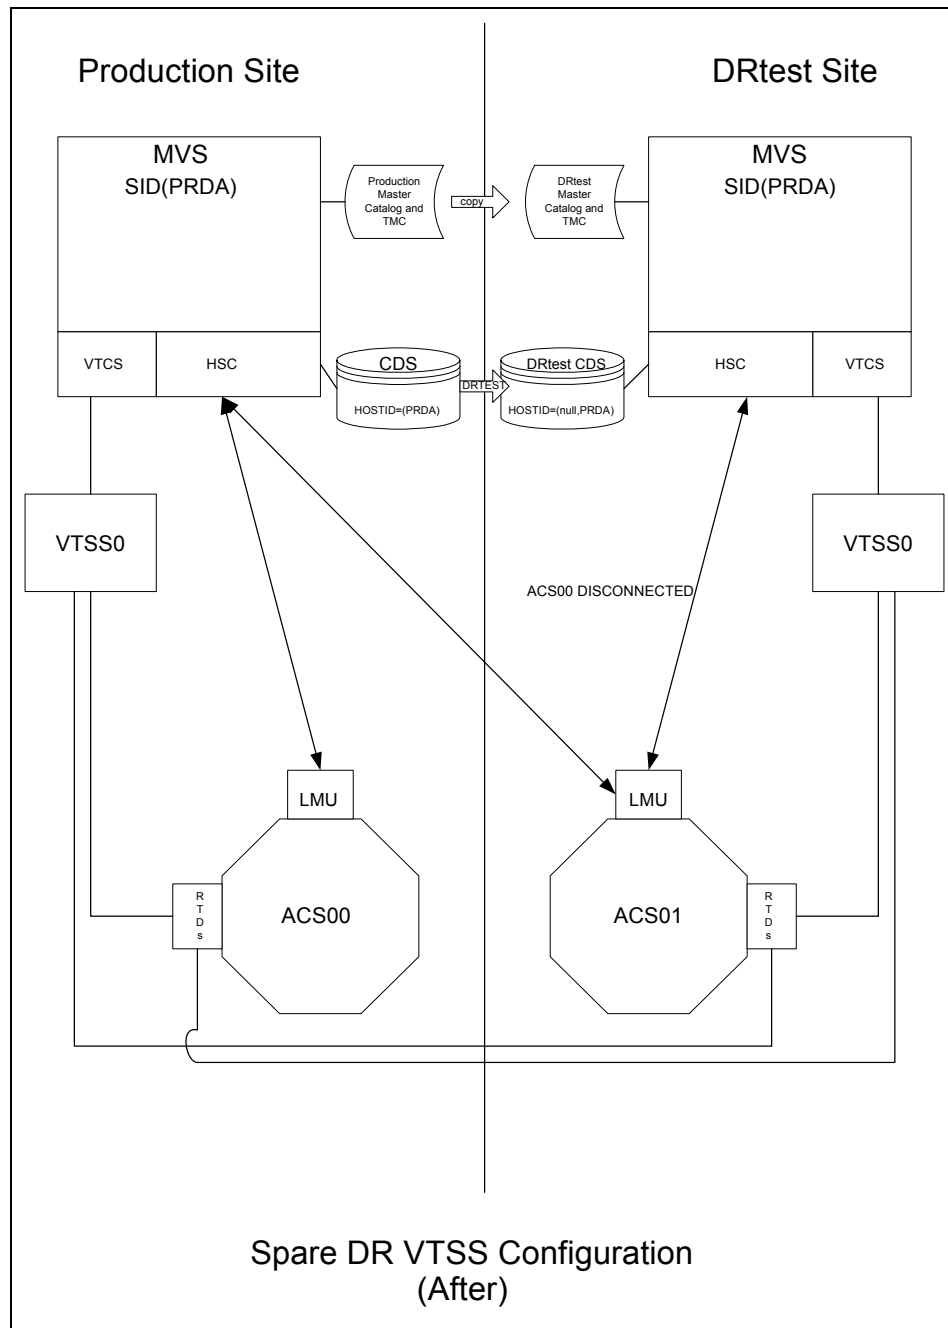 Production Site
DRtest Site
MVS
SID(PRDA)
Production
Master
Catalog and
TMC
copy
DRtest
Master
Catalog and
TMC
MVS
SID(PRDA)
VTCS
HSC
CDS
HOSTID=(PRDA)
DRTEST
DRtest CDS
HOSTID=(null,PRDA)
HSC
VTCS
VTSS0
VTSS0
ACS00 DISCONNECTED
LMU
LMU
R
T
D
s
ACS00
ACS01
R
T
D
s
Spare DR VTSS Configuration
(After)